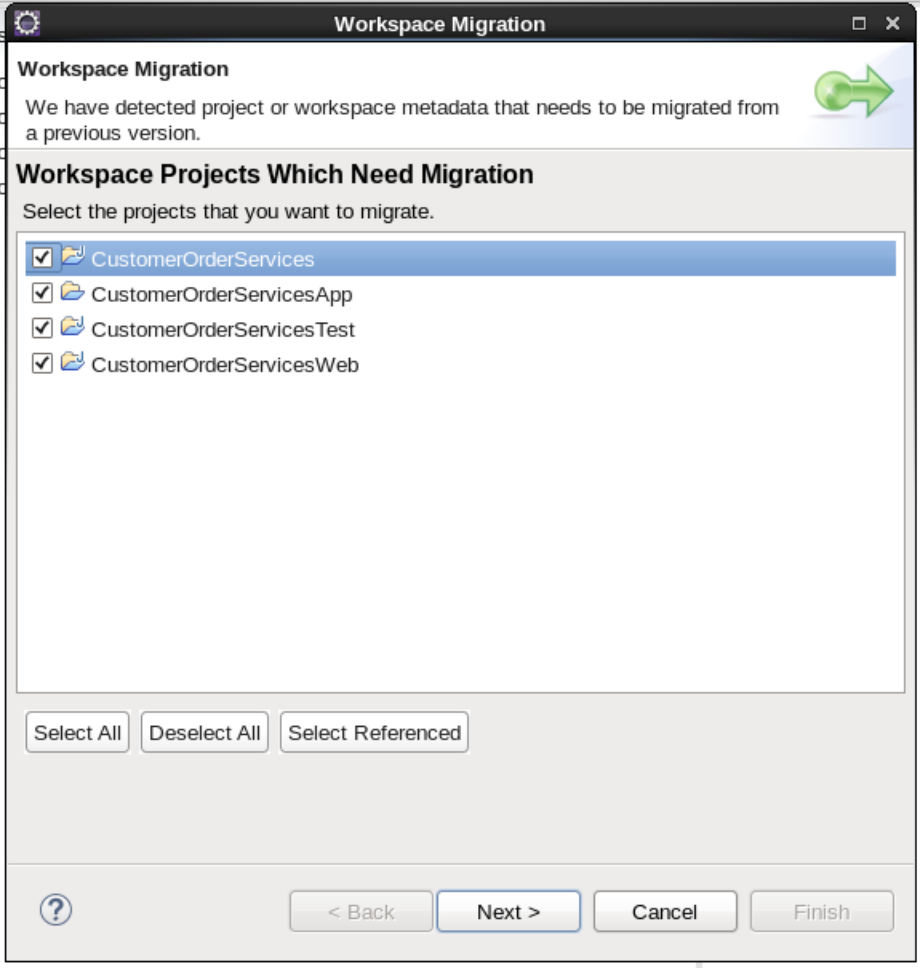 Workspace Migration
Workspace Migration
We have detected project or workspace metadata that needs to be migrated from
a previous version.
Workspace Projects Which Need Migration
Select the projects that you want to migrate.
CustomerOrderServices
CustomerOrderServicesApp
CustomerOrderServicesTest
CustomerOrderServicesWeb
Select All Deselect All Select Referenced
? < Back Next > Cancel Finish